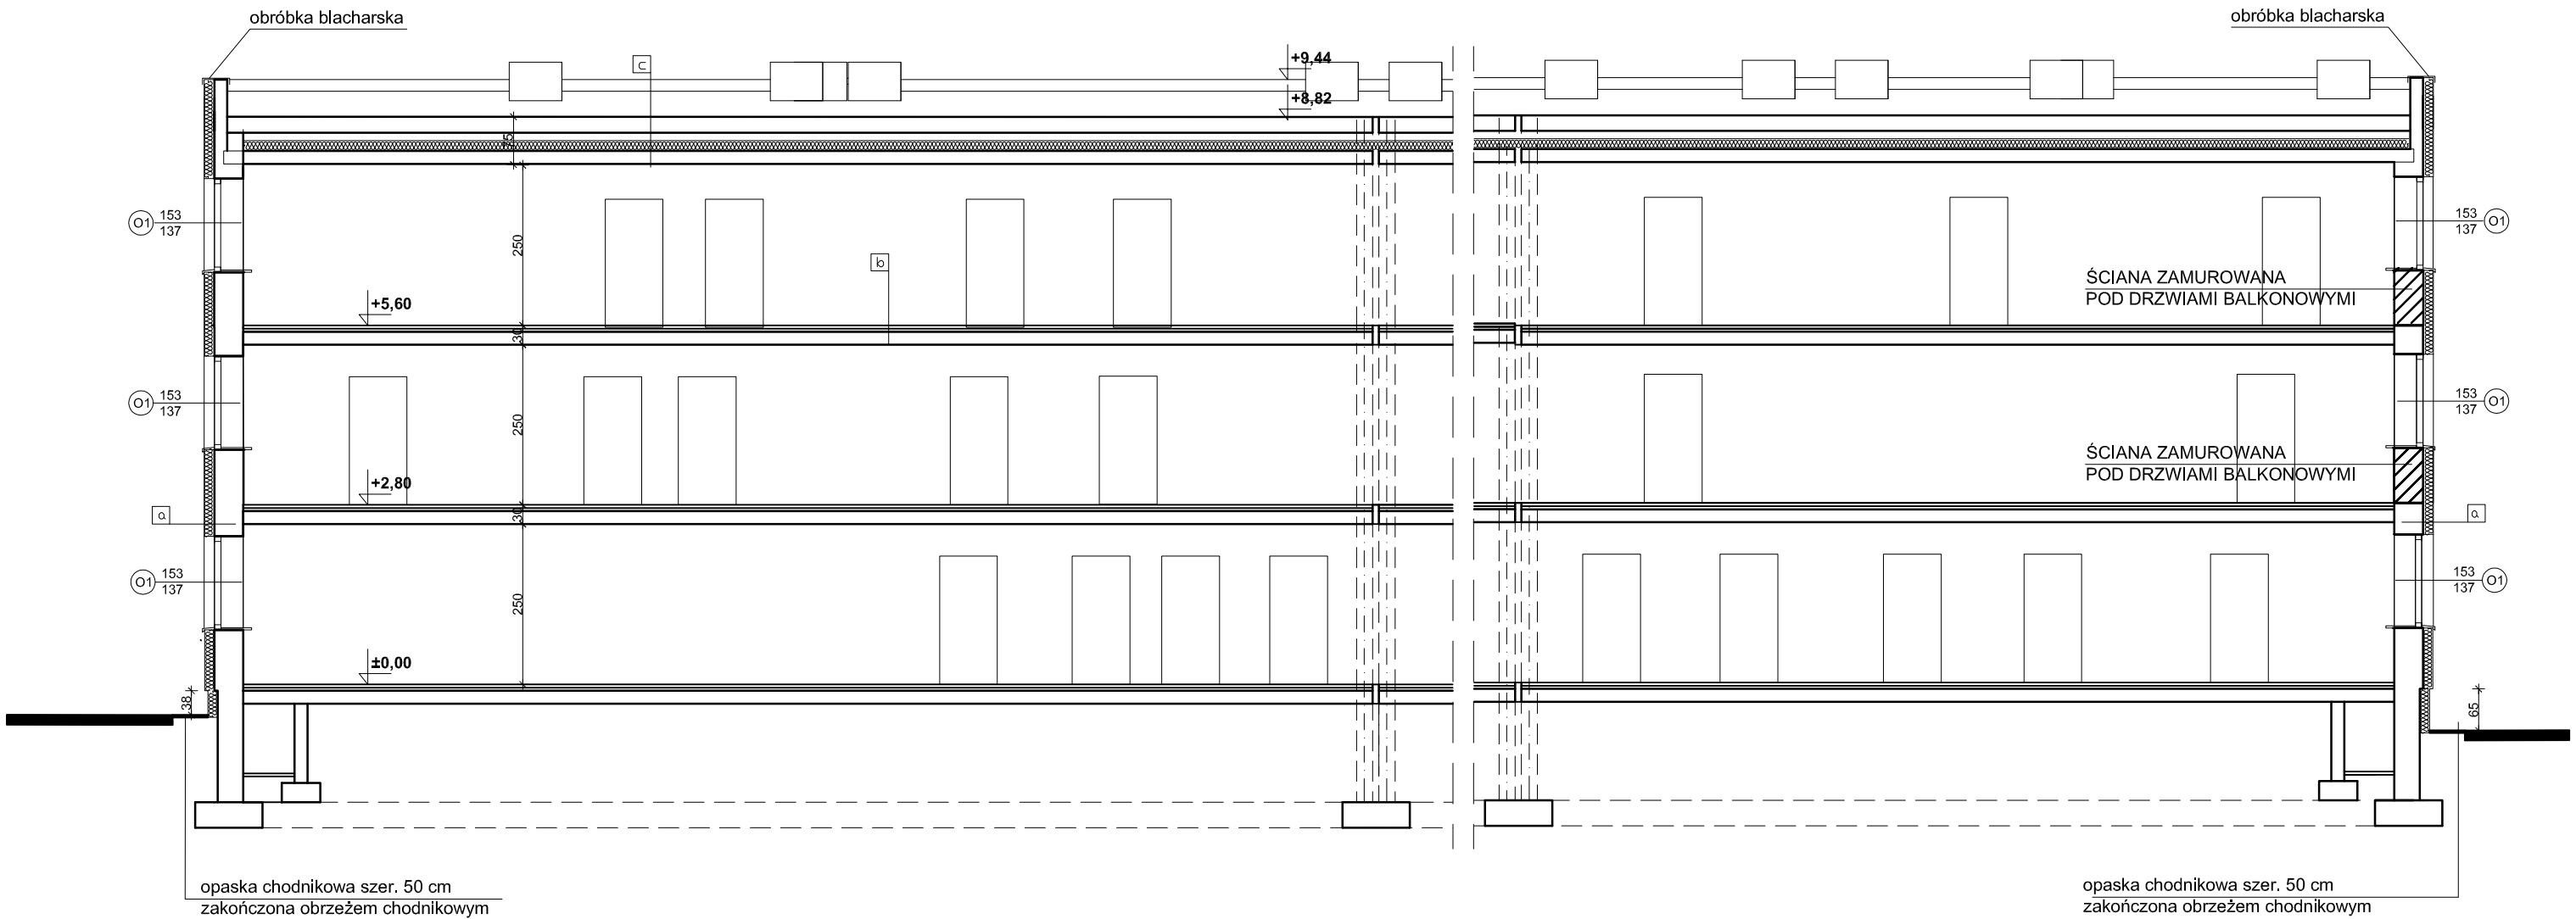 obróbka blacharska
obróbka blacharska
c
+9,44
+8,82
75
O1 153
137
250
153 O1
137
b
ŚCIANA ZAMUROWANA
POD DRZWIAMI BALKONOWYMI
+5,60
30
O1 153
137
250
153 O1
137
ŚCIANA ZAMUROWANA
POD DRZWIAMI BALKONOWYMI
+2,80
30
a
a
O1 153
137
250
153 O1
137
±0,00
38
65
opaska chodnikowa szer. 50 cm
zakończona obrzeżem chodnikowym
opaska chodnikowa szer. 50 cm
zakończona obrzeżem chodnikowym